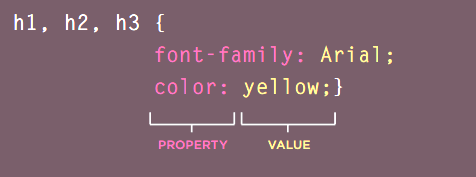 h1, h2, h3 {
font-family: Arial;
color: yellow;}
PROPERTY VALUE